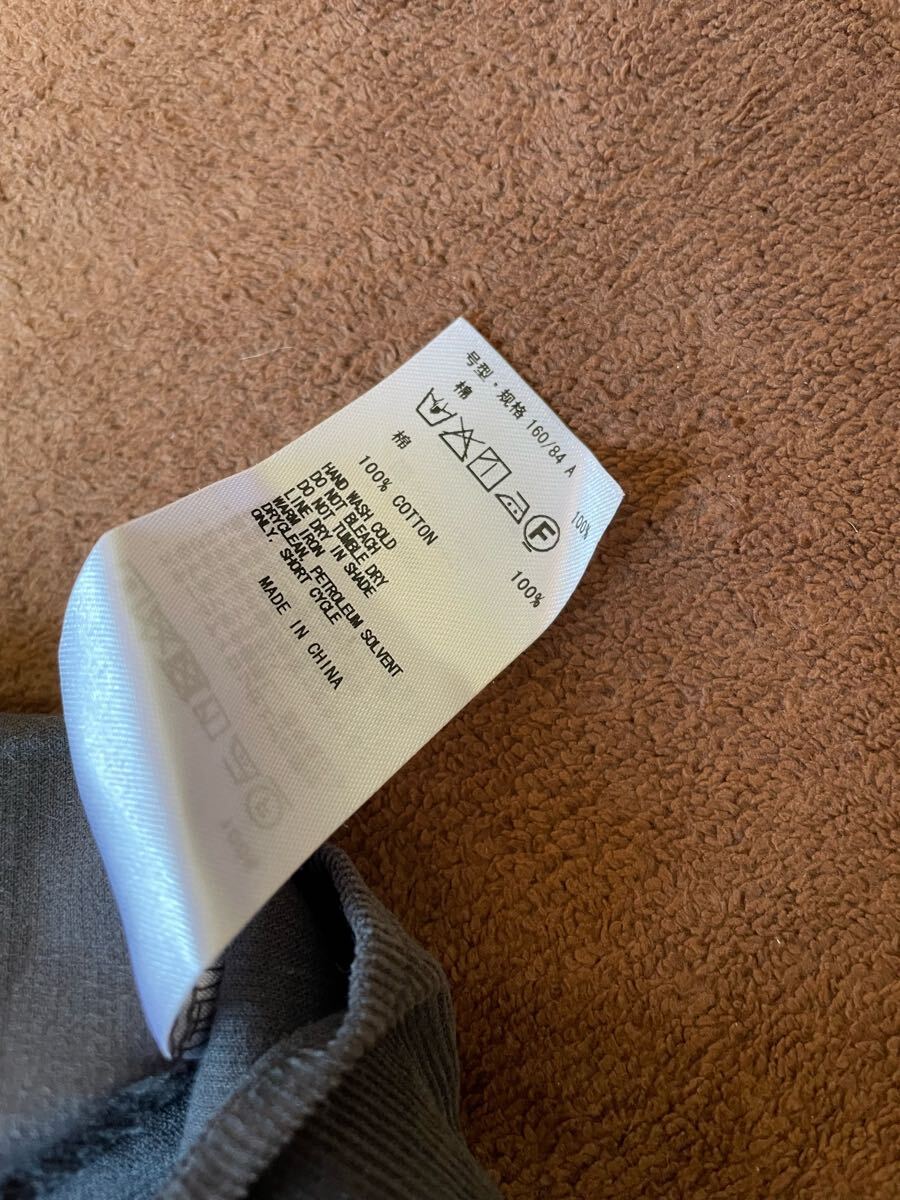 号型·规格 160/84 A
棉 100%
棉 100%
100% COTTON
HAND WASH COLD
DO NOT BLEACH
DO NOT TUMBLE DRY
LINE DRY IN SHADE
WARM IRON
DRYCLEAN, PETROLEUM SOLVENT
ONLY. SHORT CYCLE
MADE IN CHINA